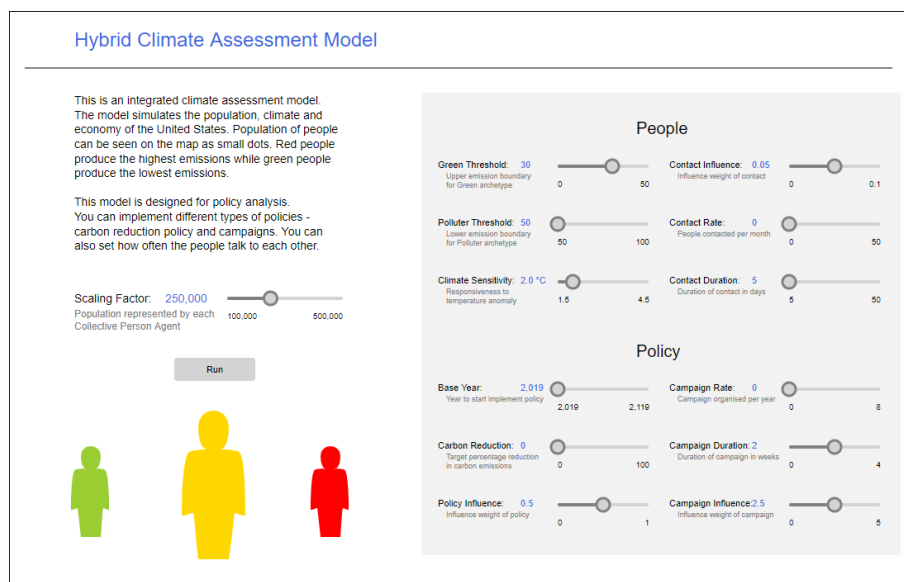 Hybrid Climate Assessment Model
This is an integrated climate assessment model.
The model simulates the population, climate and
economy of the United States. Population of people
can be seen on the map as small dots. Red people
produce the highest emissions while green people
produce the lowest emissions.
This model is designed for policy analysis.
You can implement different types of policies -
carbon reduction policy and campaigns. You can
also set how often the people talk to each other.
Scaling Factor: 250,000
Population represented by each
Collective Person Agent
100,000 500,000
Run
People
Green Threshold: 30
Upper emission boundary
for Green archetype
0 50
Contact Influence: 0.05
Influence weight of contact
0 0.1
Polluter Threshold: 50
Lower emission boundary
for Polluter archetype
50 100
Contact Rate: 0
People contacted per month
0 50
Climate Sensitivity: 2.0 °C
Responsiveness to
temperature anomaly
1.5 4.5
Contact Duration: 5
Duration of contact in days
5 50
Policy
Base Year: 2,019
Year to start implement policy
2,019 2,119
Campaign Rate: 0
Campaign organised per year
0 8
Carbon Reduction: 0
Target percentage reduction
in carbon emissions
0 100
Campaign Duration: 2
Duration of campaign in weeks
0 4
Policy Influence: 0.5
Influence weight of policy
0 1
Campaign Influence:2.5
Influence weight of campaign
0 5